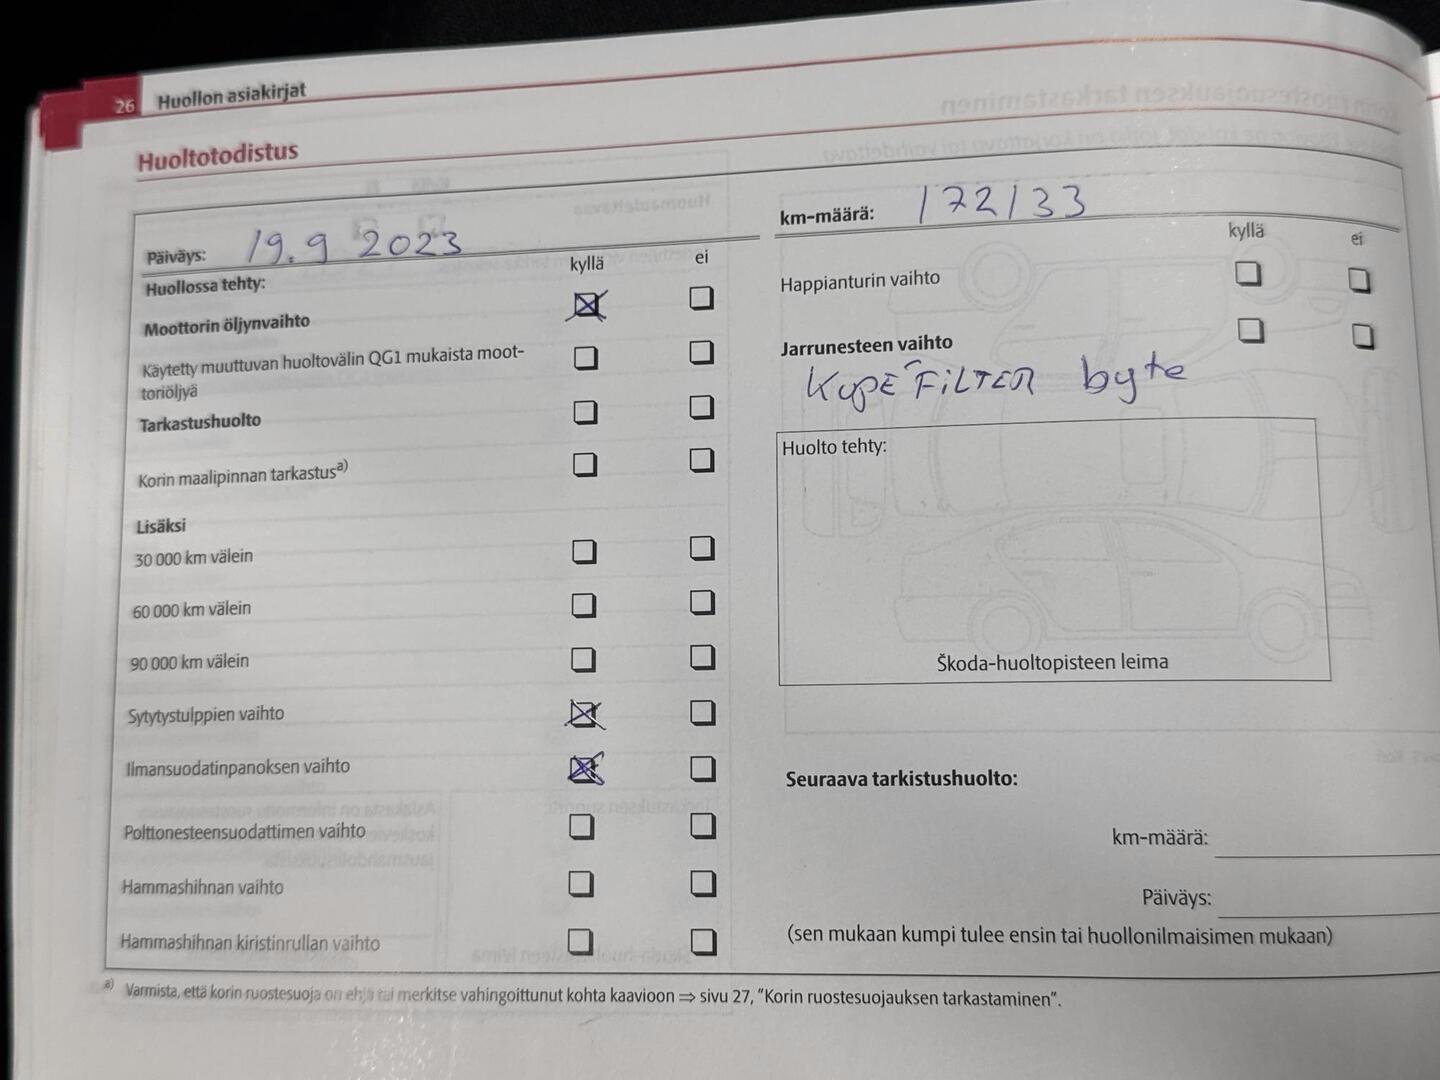 26 Huollon asiakirjat
Huoltotodistus
Päiväys: 19.9 2023
kyllä ei
Huollossa tehty:
Moottorin öljynvaihto
Käytetty muuttuvan huoltovälin QG1 mukaista moot-
toriöljyä
Tarkastushuolto
Korin maalipinnan tarkastusa)
Lisäksi
30 000 km välein
60 000 km välein
90 000 km välein
Sytytystulppien vaihto
Ilmansuodatinpanoksen vaihto
Polttonesteensuodattimen vaihto
Hammashihnan vaihto
Hammashihnan kiristinrullan vaihto
km-määrä: 172133
kyllä ei
Happianturin vaihto
Jarrunesteen vaihto
KUPE FILTER byte
Huolto tehty:
Škoda-huoltopisteen leima
Seuraava tarkistushuolto:
km-määrä:
Päiväys:
(sen mukaan kumpi tulee ensin tai huollonilmaisimen mukaan)
a) Varmista, että korin ruostesuoja on ehjä tai merkitse vahingoittunut kohta kaavioon ⇒ sivu 27, "Korin ruostesuojauksen tarkastaminen".